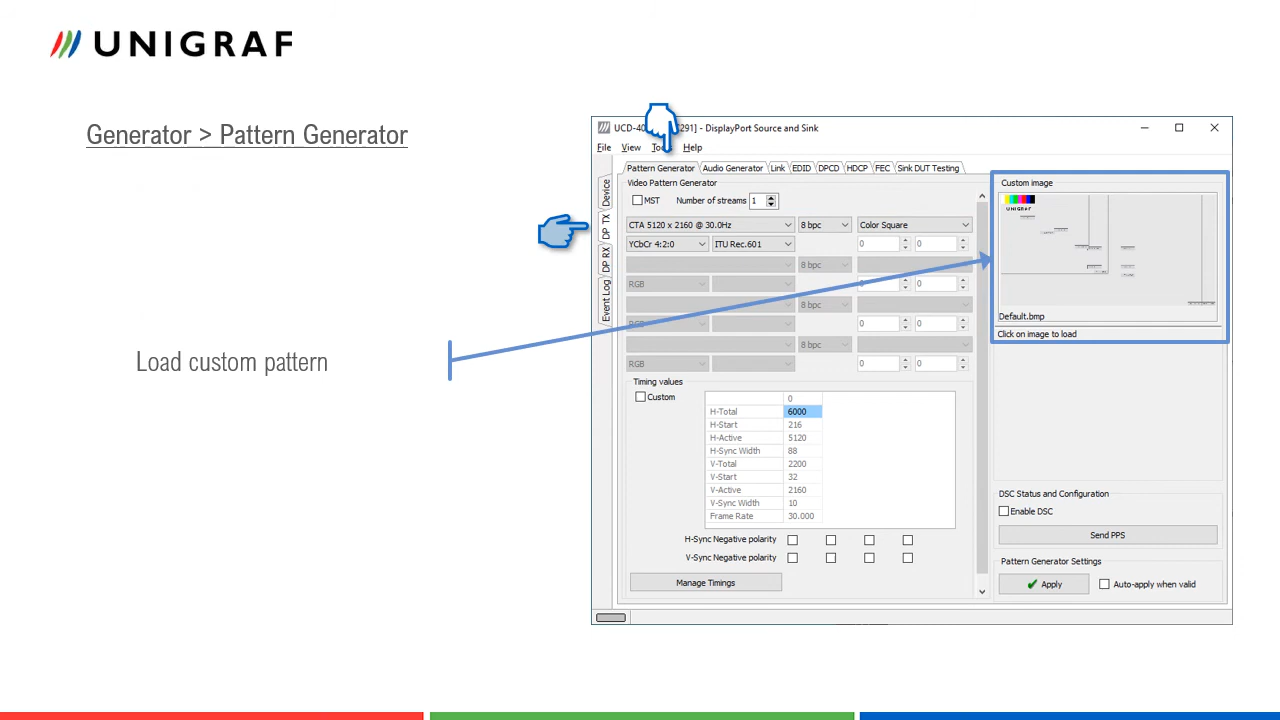 UNIGRAF
Generator > Pattern Generator
Load custom pattern
UCD-40 291] - DisplayPort Source and Sink
File View Tools Help
Pattern Generator Audio Generator Link EDID DPCD HDCP FEC Sink DUT Testing
Device
DP TX
DP RX
Event Log
Video Pattern Generator
MST Number of streams 1
CTA 5120 x 2160 @ 30.0Hz 8 bpc Color Square
YCbCr 4:2:0 ITU Rec.601 0 0
8 bpc
RGB 0 0
8 bpc
RGB 0 0
8 bpc
RGB 0 0
Timing values
Custom
0
H-Total 6000
H-Start 216
H-Active 5120
H-Sync Width 88
V-Total 2200
V-Start 32
V-Active 2160
V-Sync Width 10
Frame Rate 30.000
H-Sync Negative polarity
V-Sync Negative polarity
Manage Timings
Custom image
UNIGRAF
Default.bmp
Click on image to load
DSC Status and Configuration
Enable DSC
Send PPS
Pattern Generator Settings
Apply Auto-apply when valid